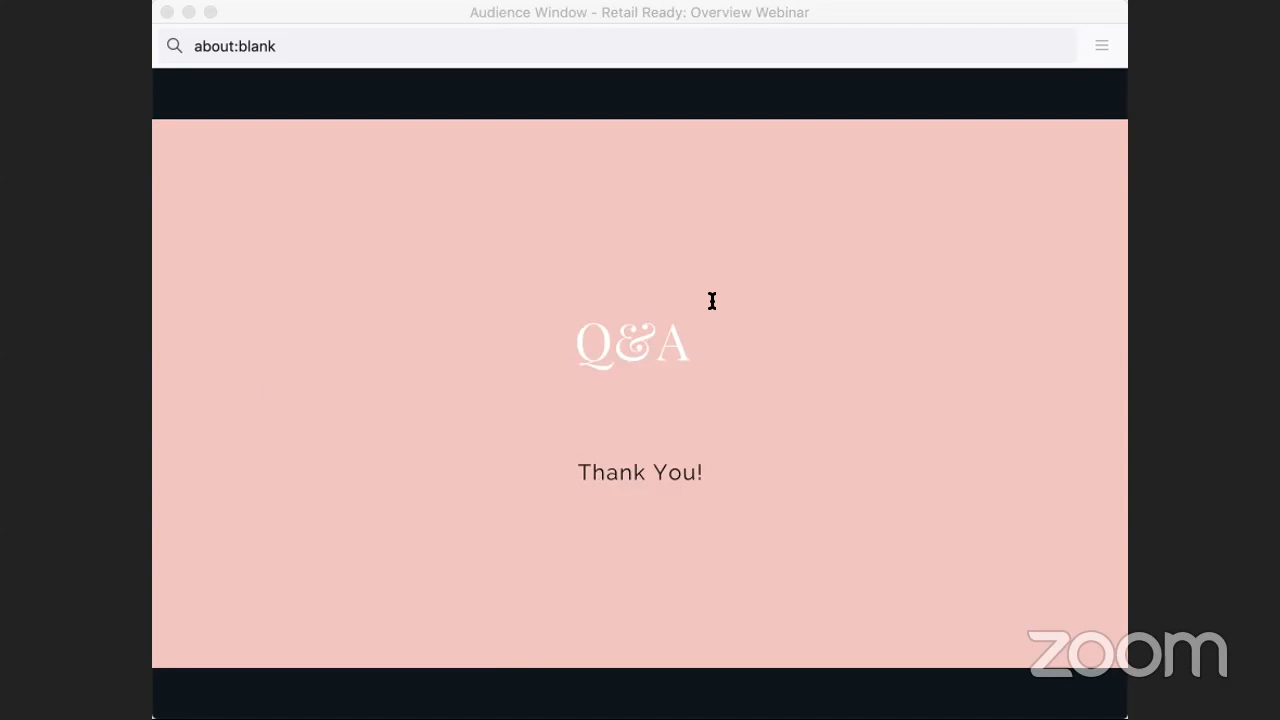 Audience Window - Retail Ready: Overview Webinar
about:blank
Q&A
Thank You!
zoom